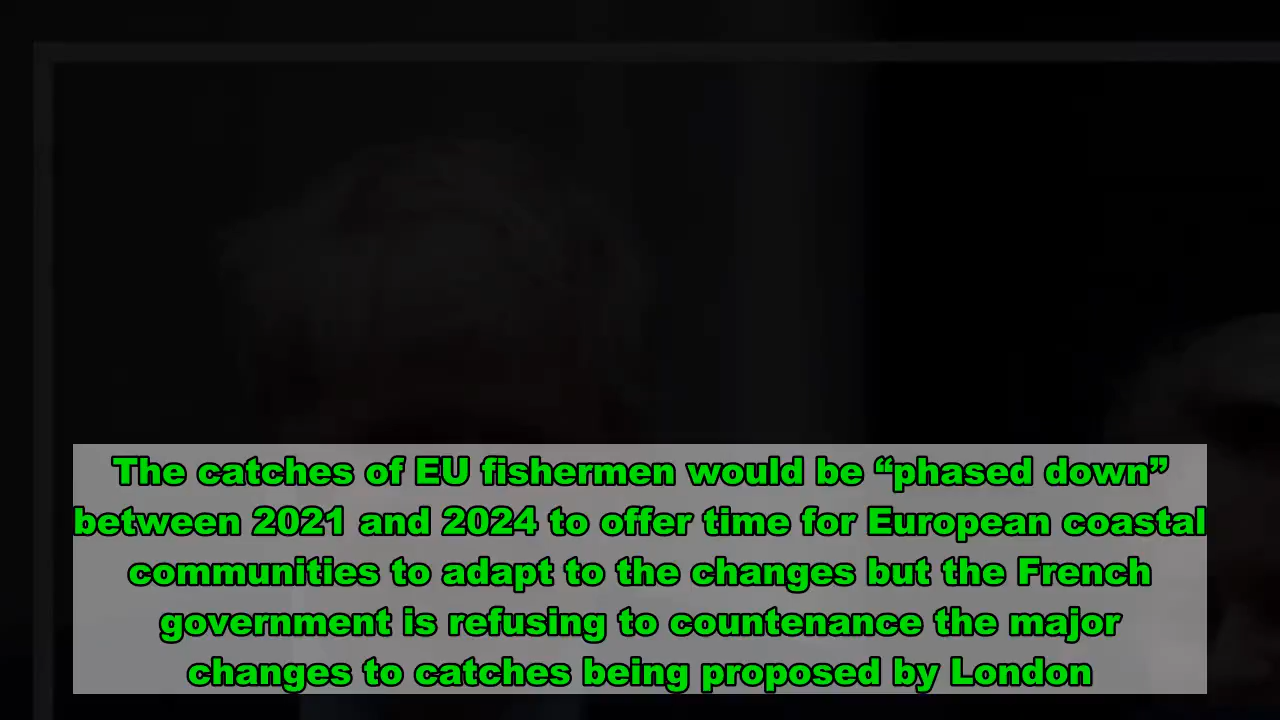 The catches of EU fishermen would be “phased down”
between 2021 and 2024 to offer time for European coastal
communities to adapt to the changes but the French
government is refusing to countenance the major
changes to catches being proposed by London